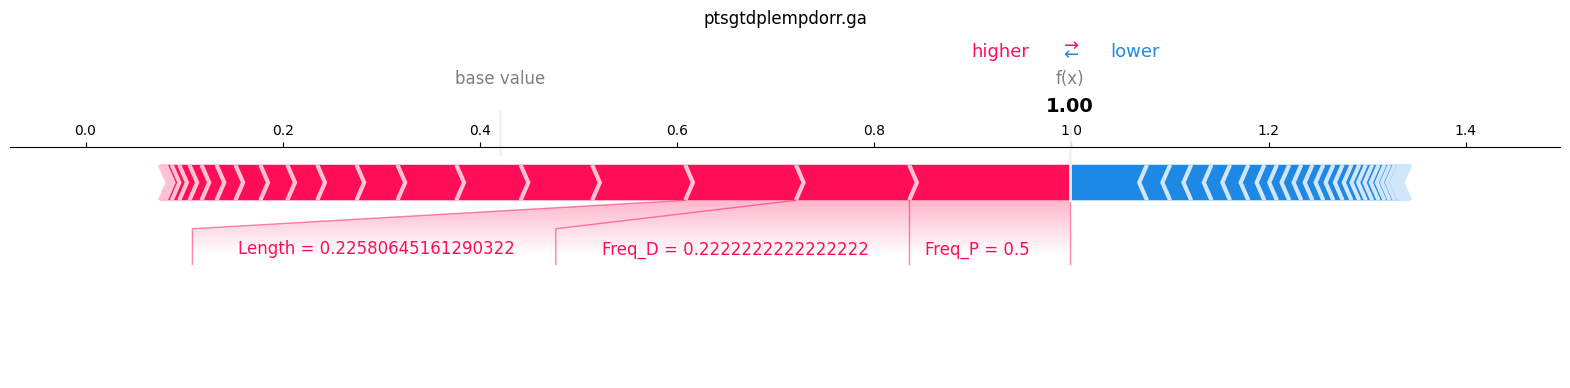 ptsgtdplempdorr.ga
higher ⇄ lower
base value f(x)
1.00
0.0 0.2 0.4 0.6 0.8 1.0 1.2 1.4
Length = 0.22580645161290322 Freq_D = 0.2222222222222222 Freq_P = 0.5